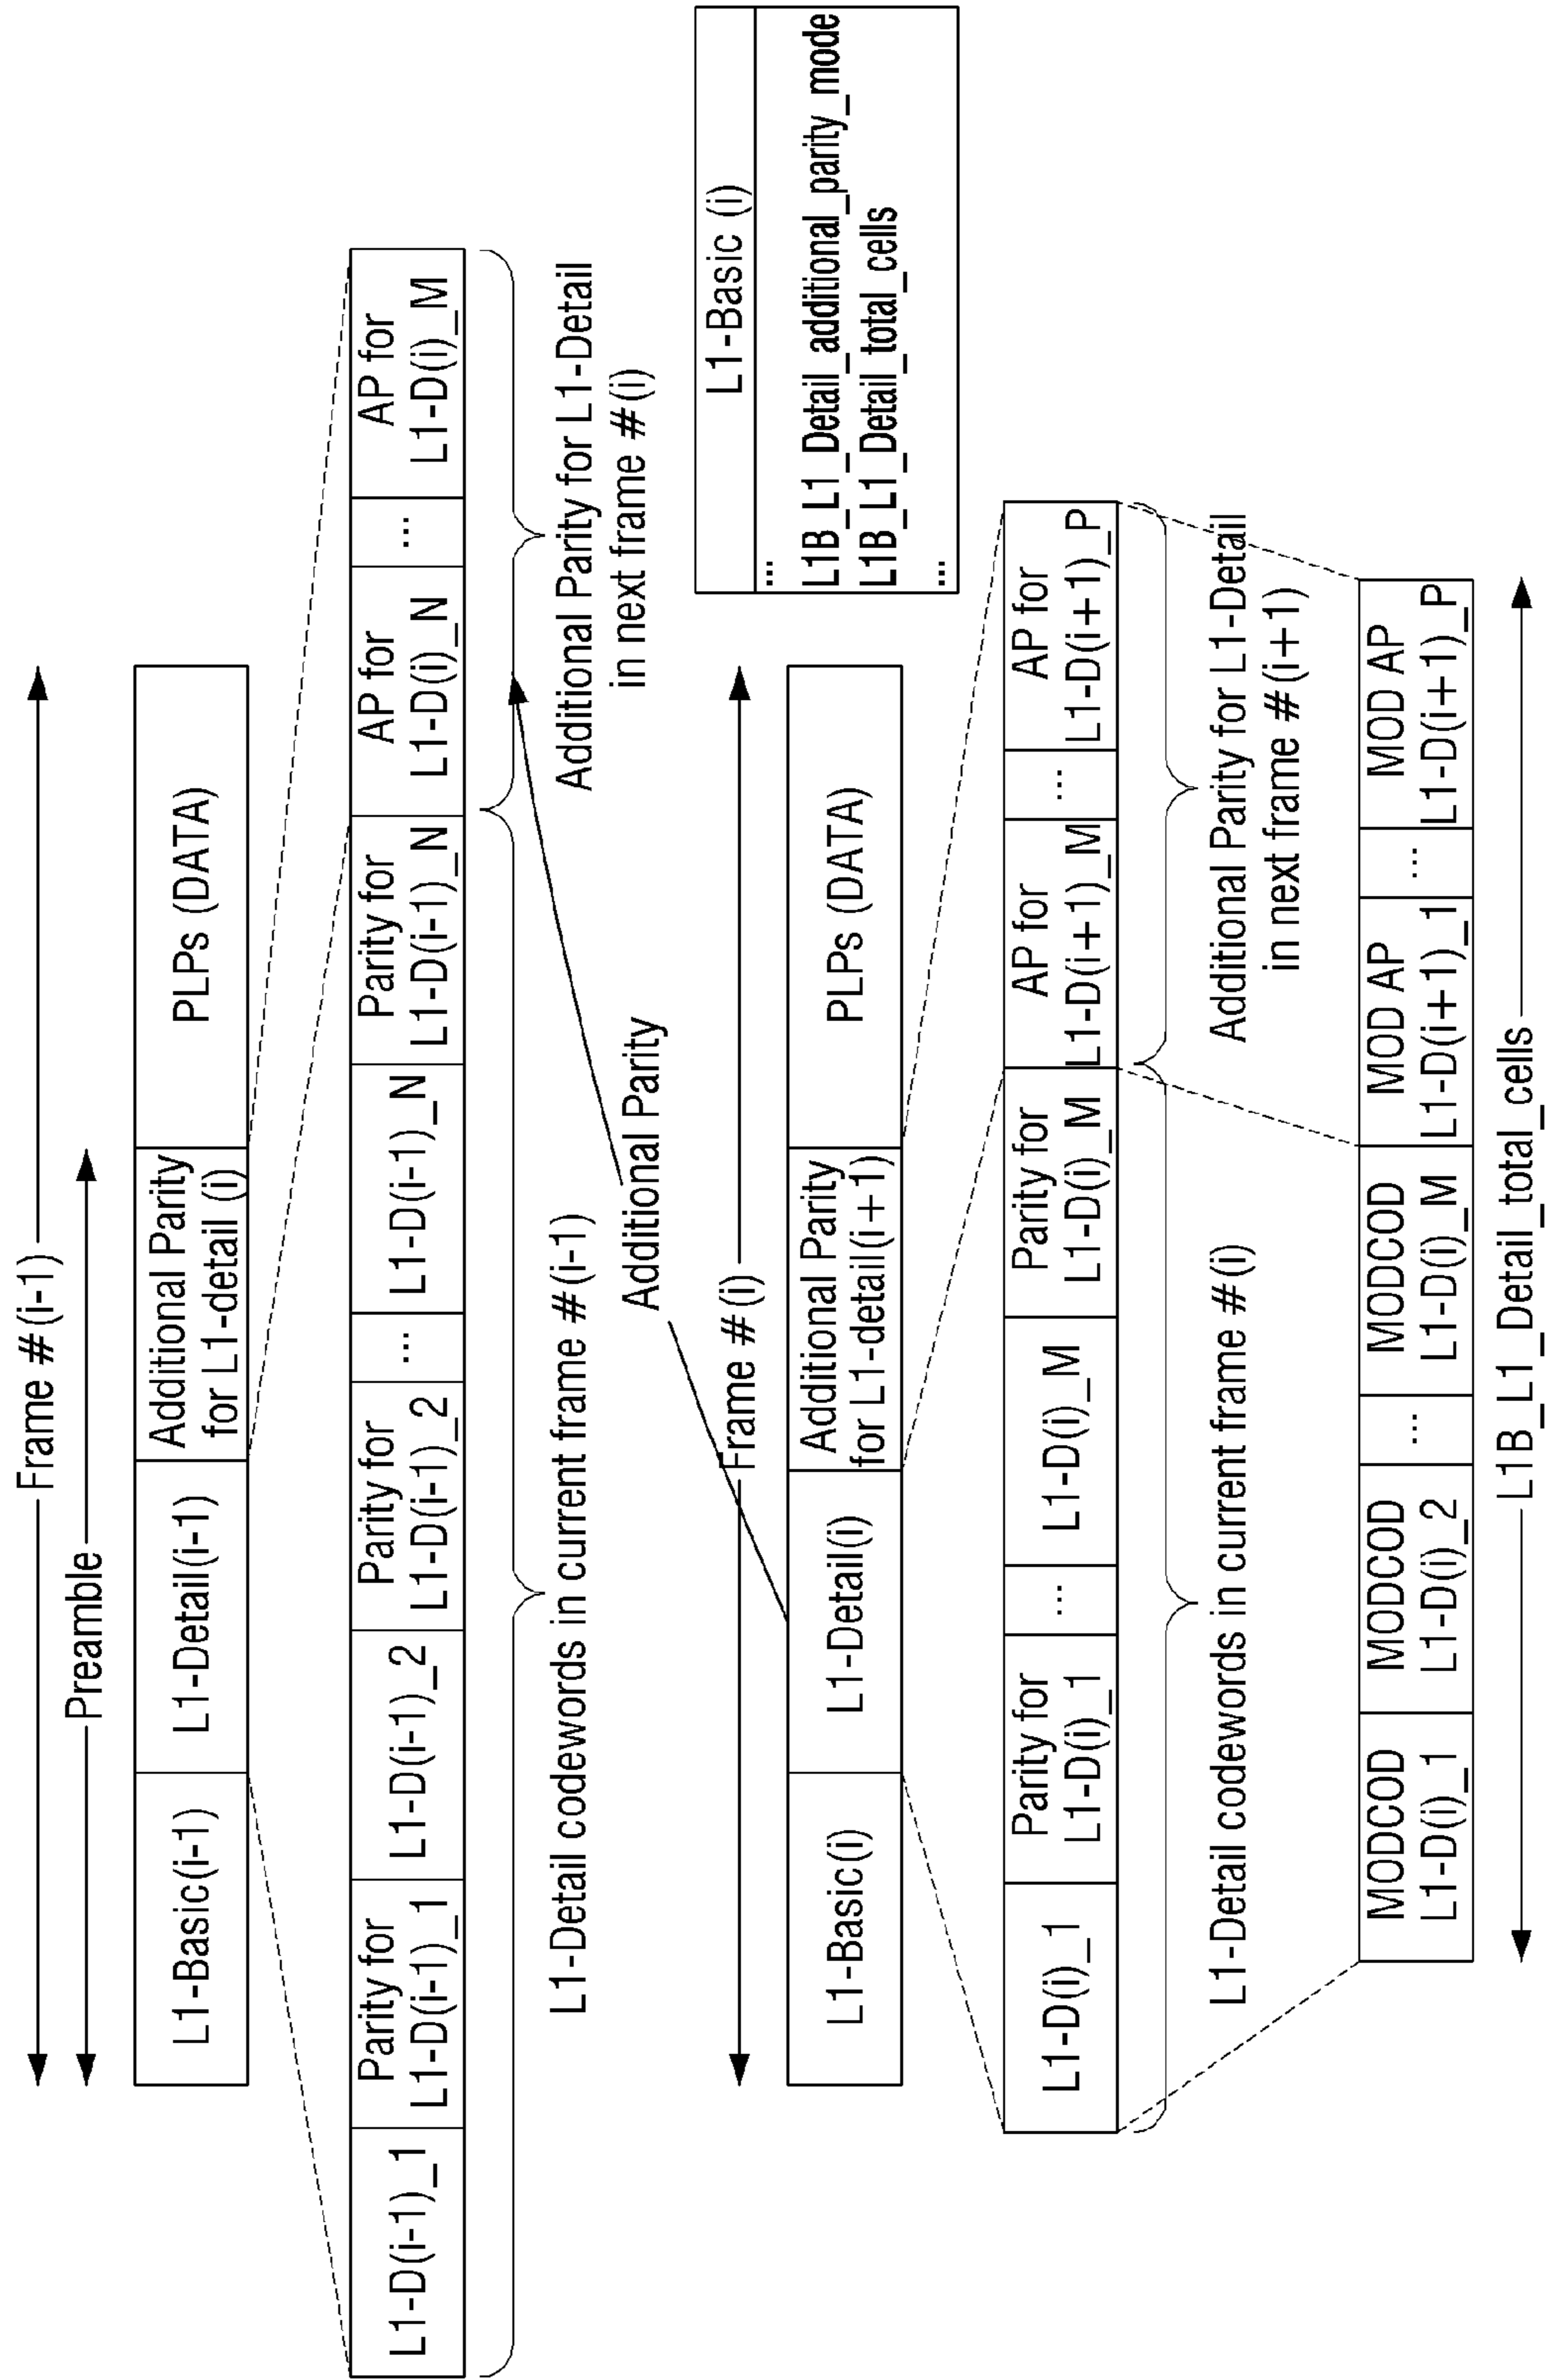 Frame #(i-1)
Preamble
L1-Basic(i-1)
L1-Detail(i-1)
Additional Parity
for L1-detail (i)
PLPs (DATA)
L1-D(i-1)_1
Parity for
L1-D(i-1)_1
L1-D(i-1)_2
Parity for
L1-D(i-1)_2
...
L1-D(i-1)_N
Parity for
L1-D(i-1)_N
AP for
L1-D(i)_N
...
AP for
L1-D(i)_M
L1-Detail codewords in current frame #(i-1)
Additional Parity for L1-Detail
in next frame #(i)
Additional Parity
Frame #(i)
L1-Basic (i)
...
L1B_L1_Detail_additional_parity_mode
L1B_L1_Detail_total_cells
...
L1-Basic(i)
L1-Detail(i)
Additional Parity
for L1-detail(i+1)
PLPs (DATA)
L1-D(i)_1
Parity for
L1-D(i)_1
...
L1-D(i)_M
Parity for
L1-D(i)_M
AP for
L1-D(i+1)_M
...
AP for
L1-D(i+1)_P
L1-Detail codewords in current frame #(i)
Additional Parity for L1-Detail
in next frame #(i+1)
MODCOD
L1-D(i)_1
MODCOD
L1-D(i)_2
...
MODCOD
L1-D(i)_M
MOD AP
L1-D(i+1)_1
...
MOD AP
L1-D(i+1)_P
L1B_L1_Detail_total_cells